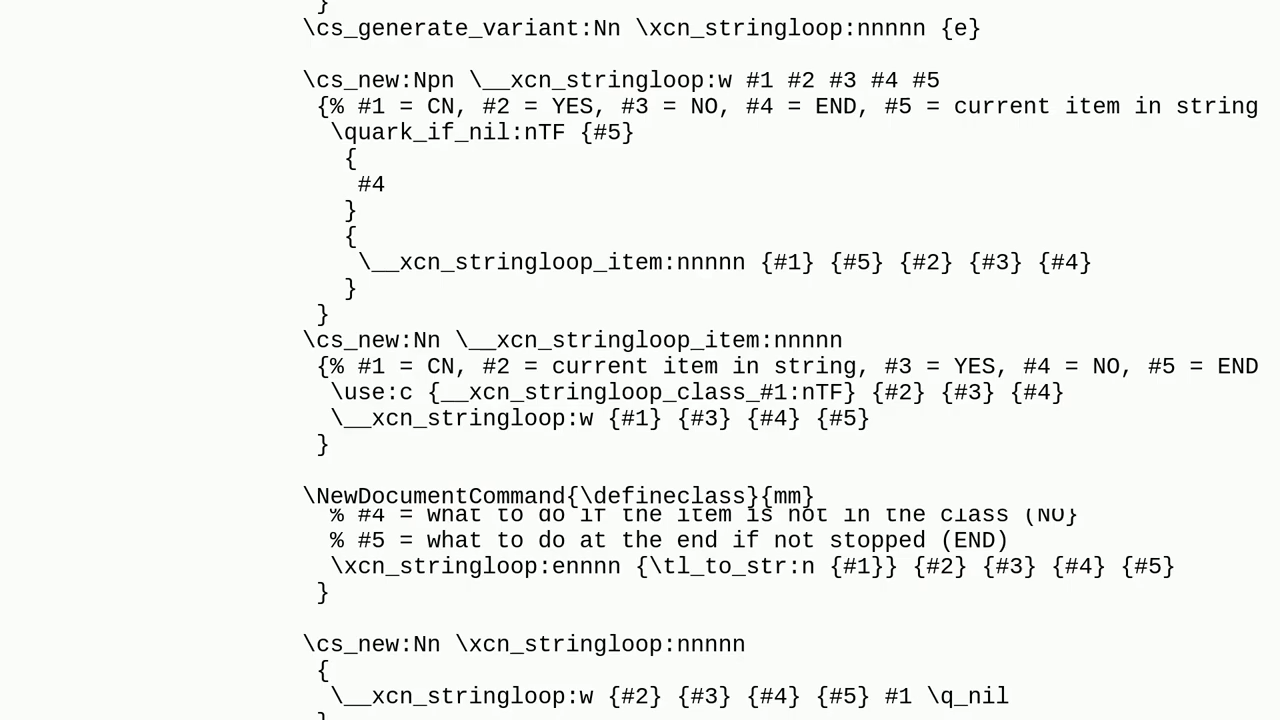 }
\cs_generate_variant:Nn \xcn_stringloop:nnnnn {e}
\cs_new:Npn \__xcn_stringloop:w #1 #2 #3 #4 #5
{% #1 = CN, #2 = YES, #3 = NO, #4 = END, #5 = current item in string
\quark_if_nil:nTF {#5}
{
#4
}
{
\__xcn_stringloop_item:nnnnn {#1} {#5} {#2} {#3} {#4}
}
}
\cs_new:Nn \__xcn_stringloop_item:nnnnn
{% #1 = CN, #2 = current item in string, #3 = YES, #4 = NO, #5 = END
\use:c {__xcn_stringloop_class_#1:nTF} {#2} {#3} {#4}
\__xcn_stringloop:w {#1} {#3} {#4} {#5}
}
\NewDocumentCommand{\defineclass}{mm}
% #4 = what to do if the item is not in the class (NO}
% #5 = what to do at the end if not stopped (END)
\xcn_stringloop:ennnn {\tl_to_str:n {#1}} {#2} {#3} {#4} {#5}
}
\cs_new:Nn \xcn_stringloop:nnnnn
{
\__xcn_stringloop:w {#2} {#3} {#4} {#5} #1 \q_nil
}